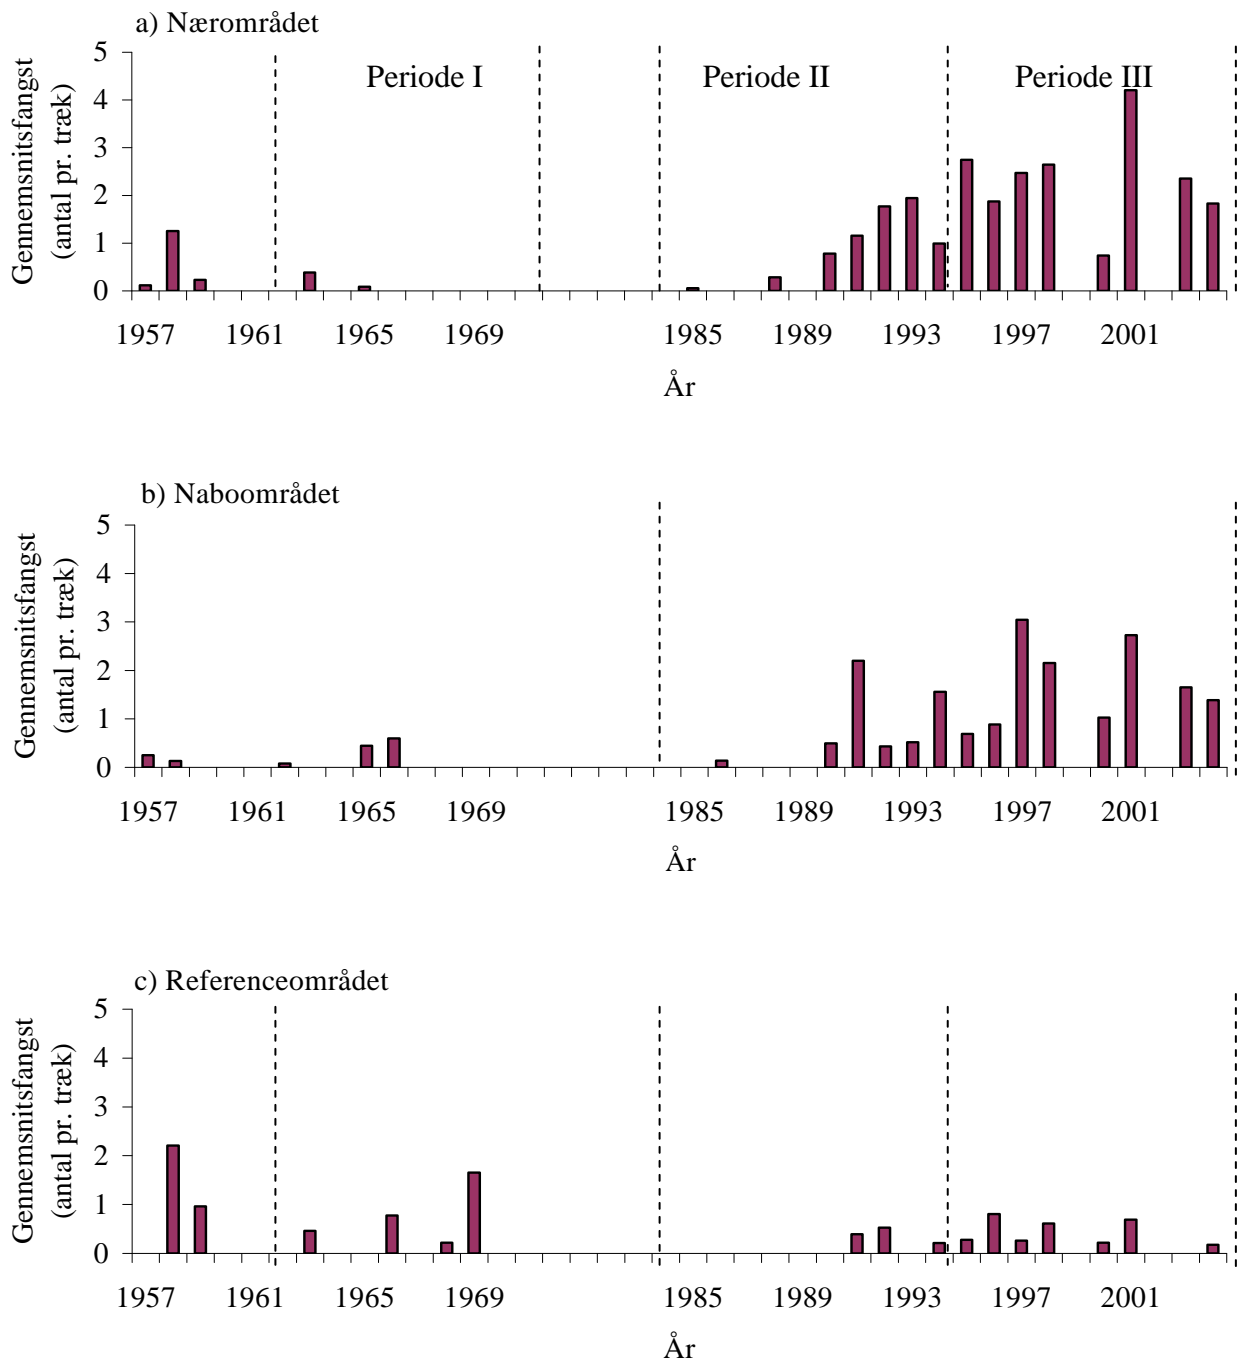 a) Nærområdet
Periode I
Periode II
Periode III
Gennemsnitsfangst
(antal pr. træk)
5
4
3
2
1
0
1957 1961 1965 1969 1985 1989 1993 1997 2001
År
b) Naboområdet
Gennemsnitsfangst
(antal pr. træk)
5
4
3
2
1
0
1957 1961 1965 1969 1985 1989 1993 1997 2001
År
c) Referenceområdet
Gennemsnitsfangst
(antal pr. træk)
5
4
3
2
1
0
1957 1961 1965 1969 1985 1989 1993 1997 2001
År